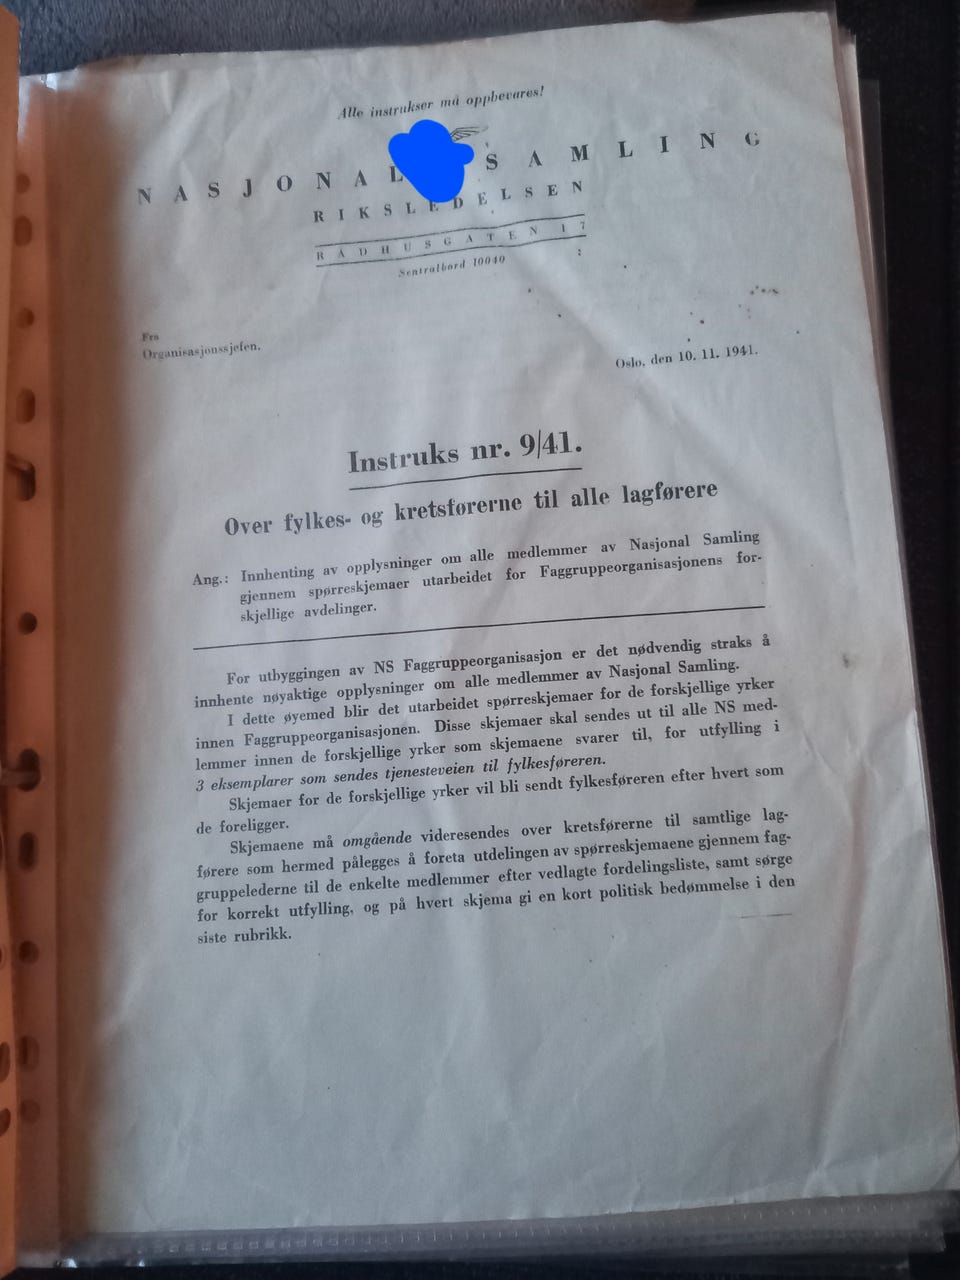 Alle instrukser må oppbevares!
NASJONAL SAMLING
RIKSLEDELSEN
RÅDHUSGATEN 17
Sentralbord 10040
Fra
Organisasjonssjefen.
Oslo, den 10. 11. 1941.
Instruks nr. 9/41.
Over fylkes- og kretsførerne til alle lagførere
Ang.: Innhenting av opplysninger om alle medlemmer av Nasjonal Samling
gjennem spørreskjemaer utarbeidet for Faggruppeorganisasjonens for-
skjellige avdelinger.
For utbyggingen av NS Faggruppeorganisasjon er det nødvendig straks å
innhente nøyaktige opplysninger om alle medlemmer av Nasjonal Samling.
I dette øyemed blir det utarbeidet spørreskjemaer for de forskjellige yrker
innen Faggruppeorganisasjonen. Disse skjemaer skal sendes ut til alle NS med-
lemmer innen de forskjellige yrker som skjemaene svarer til, for utfylling i
3 eksemplarer som sendes tjenesteveien til fylkesføreren.
Skjemaer for de forskjellige yrker vil bli sendt fylkesføreren efter hvert som
de foreligger.
Skjemaene må omgående videresendes over kretsførerne til samtlige lag-
førere som hermed pålegges å foreta utdelingen av spørreskjemaene gjennem fag-
gruppelederne til de enkelte medlemmer efter vedlagte fordelingsliste, samt sørge
for korrekt utfylling, og på hvert skjema gi en kort politisk bedømmelse i den
siste rubrikk.